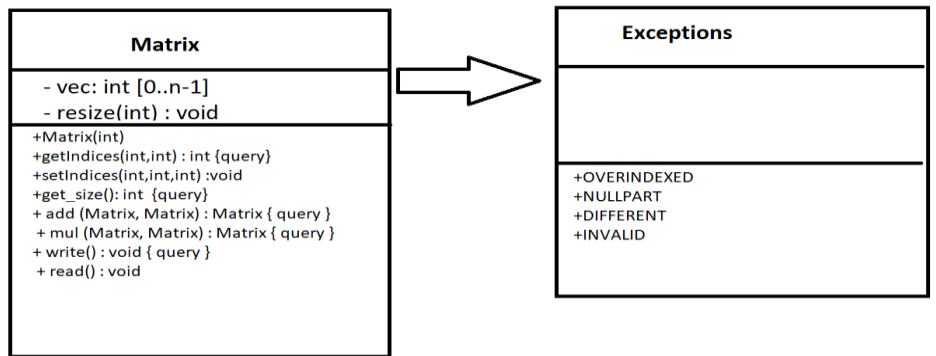 Matrix
- vec: int [0..n-1]
- resize(int) : void
+Matrix(int)
+getIndices(int,int) : int {query}
+setIndices(int,int,int) :void
+get_size(): int {query}
+ add (Matrix, Matrix) : Matrix { query }
+ mul (Matrix, Matrix) : Matrix { query }
+ write() : void { query }
+ read() : void
Exceptions
+OVERINDEXED
+NULLPART
+DIFFERENT
+INVALID